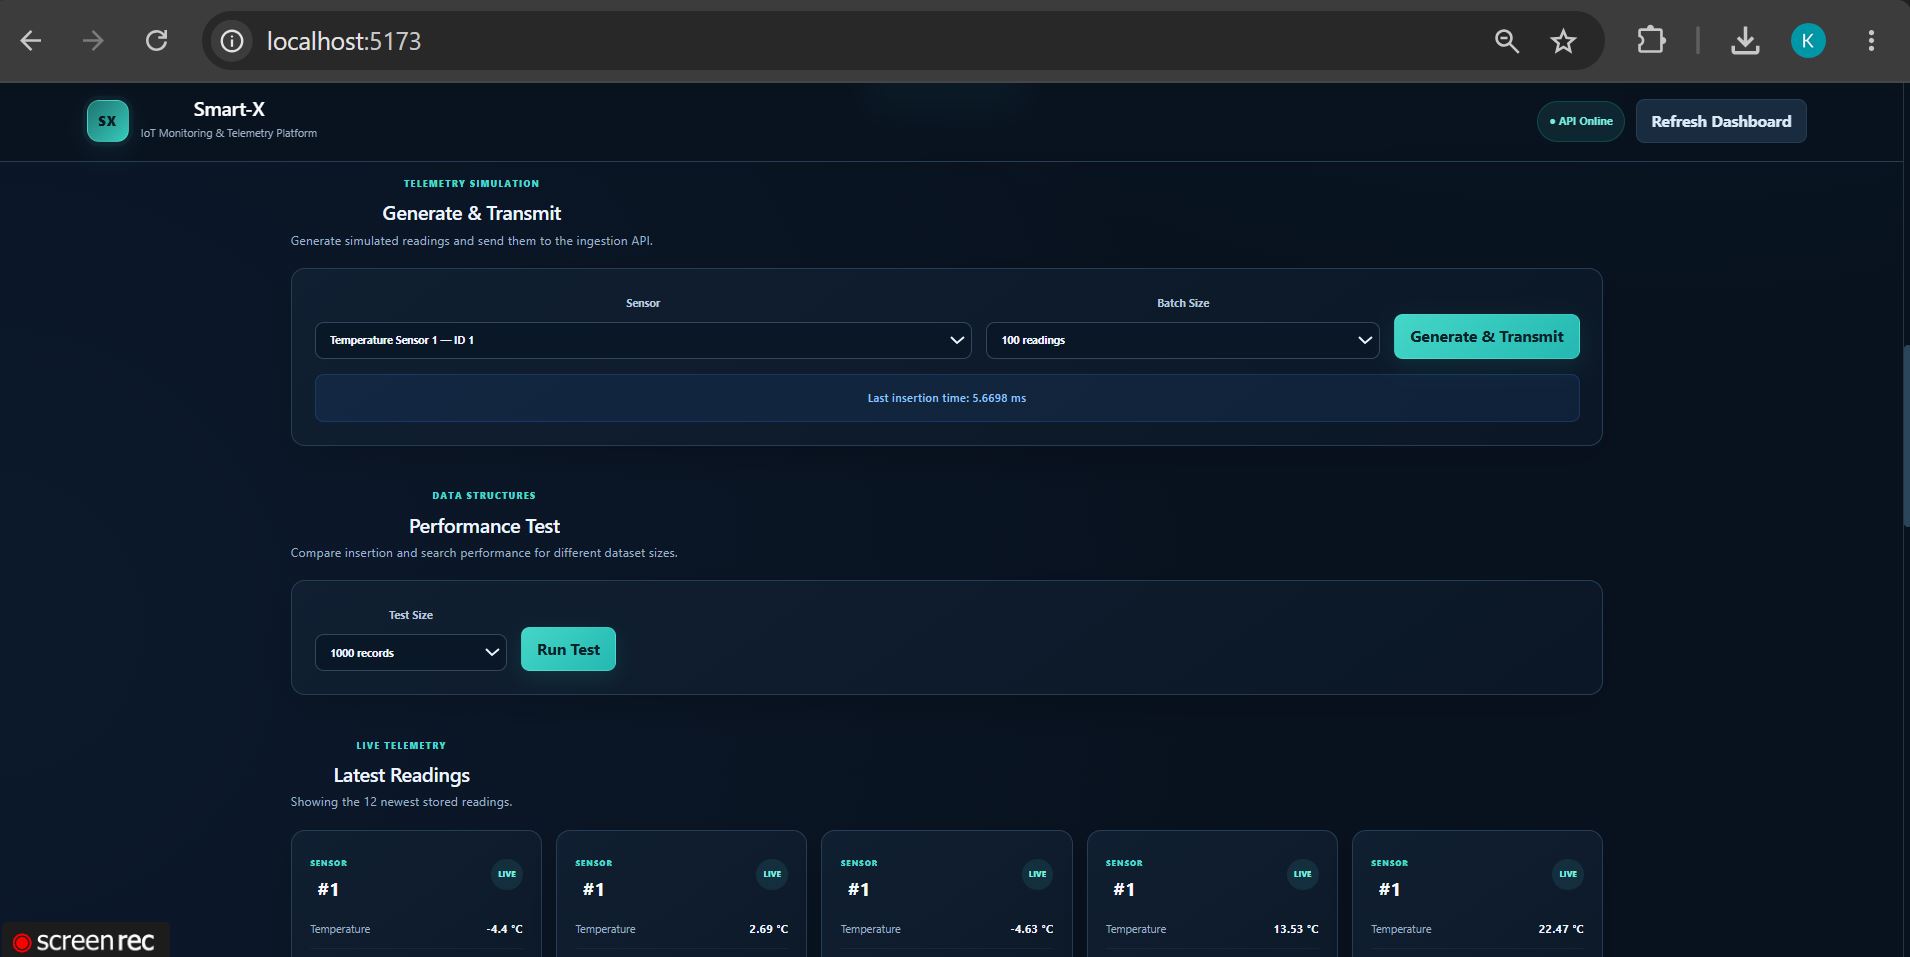 localhost:5173
K
SX
Smart-X
IoT Monitoring & Telemetry Platform
• API Online
Refresh Dashboard
TELEMETRY SIMULATION
Generate & Transmit
Generate simulated readings and send them to the ingestion API.
Sensor
Batch Size
Temperature Sensor 1 — ID 1
100 readings
Generate & Transmit
Last insertion time: 5.6698 ms
DATA STRUCTURES
Performance Test
Compare insertion and search performance for different dataset sizes.
Test Size
1000 records
Run Test
LIVE TELEMETRY
Latest Readings
Showing the 12 newest stored readings.
SENSOR
#1
LIVE
Temperature -4.4 °C
SENSOR
#1
LIVE
Temperature 2.69 °C
SENSOR
#1
LIVE
Temperature -4.63 °C
SENSOR
#1
LIVE
Temperature 13.53 °C
SENSOR
#1
LIVE
Temperature 22.47 °C
screenrec